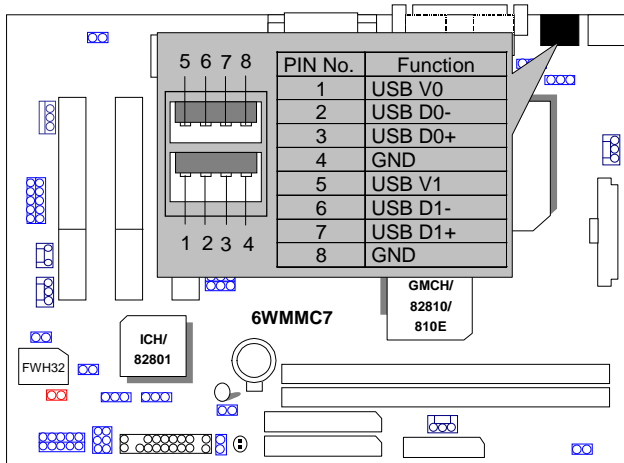 5 6 7 8
1 2 3 4
PIN No. Function
1 USB V0
2 USB D0-
3 USB D0+
4 GND
5 USB V1
6 USB D1-
7 USB D1+
8 GND
GMCH/
82810/
810E
6WMMC7
ICH/
82801
FWH32